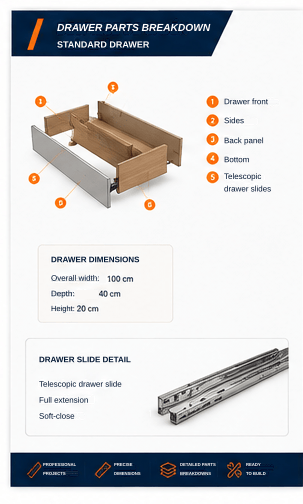 DRAWER PARTS BREAKDOWN
STANDARD DRAWER
1 Drawer front
2 Sides
3 Back panel
4 Bottom
5 Telescopic
drawer slides
DRAWER DIMENSIONS
Overall width: 100 cm
Depth: 40 cm
Height: 20 cm
DRAWER SLIDE DETAIL
Telescopic drawer slide
Full extension
Soft-close
PROFESSIONAL
PROJECTS
PRECISE
DIMENSIONS
DETAILED PARTS
BREAKDOWNS
READY
TO BUILD